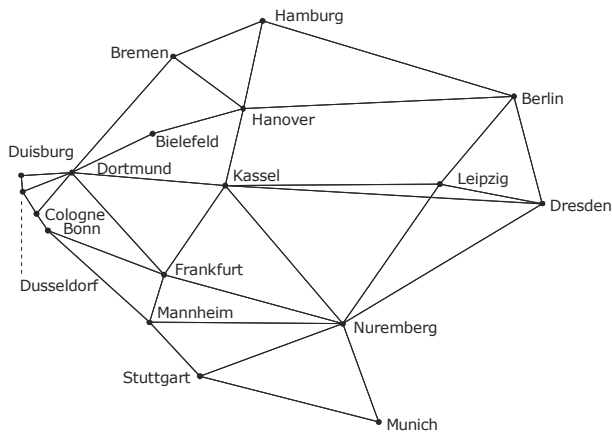 Hamburg
Bremen
Berlin
Hanover
Bielefeld
Duisburg
Dortmund
Kassel
Leipzig
Dresden
Cologne
Bonn
Frankfurt
Dusseldorf
Mannheim
Nuremberg
Stuttgart
Munich